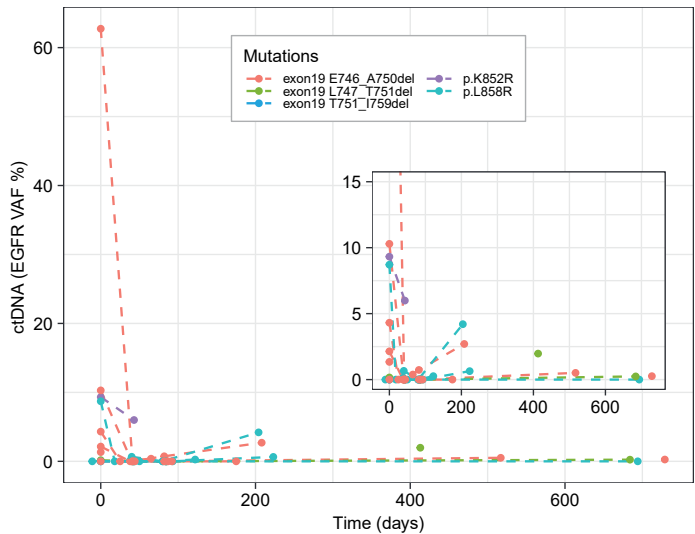 60
40
20
0
ctDNA (EGFR VAF %)
Mutations
exon19 E746_A750del
exon19 L747_T751del
exon19 T751_I759del
p.K852R
p.L858R
15
10
5
0
0 200 400 600
0 200 400 600
Time (days)